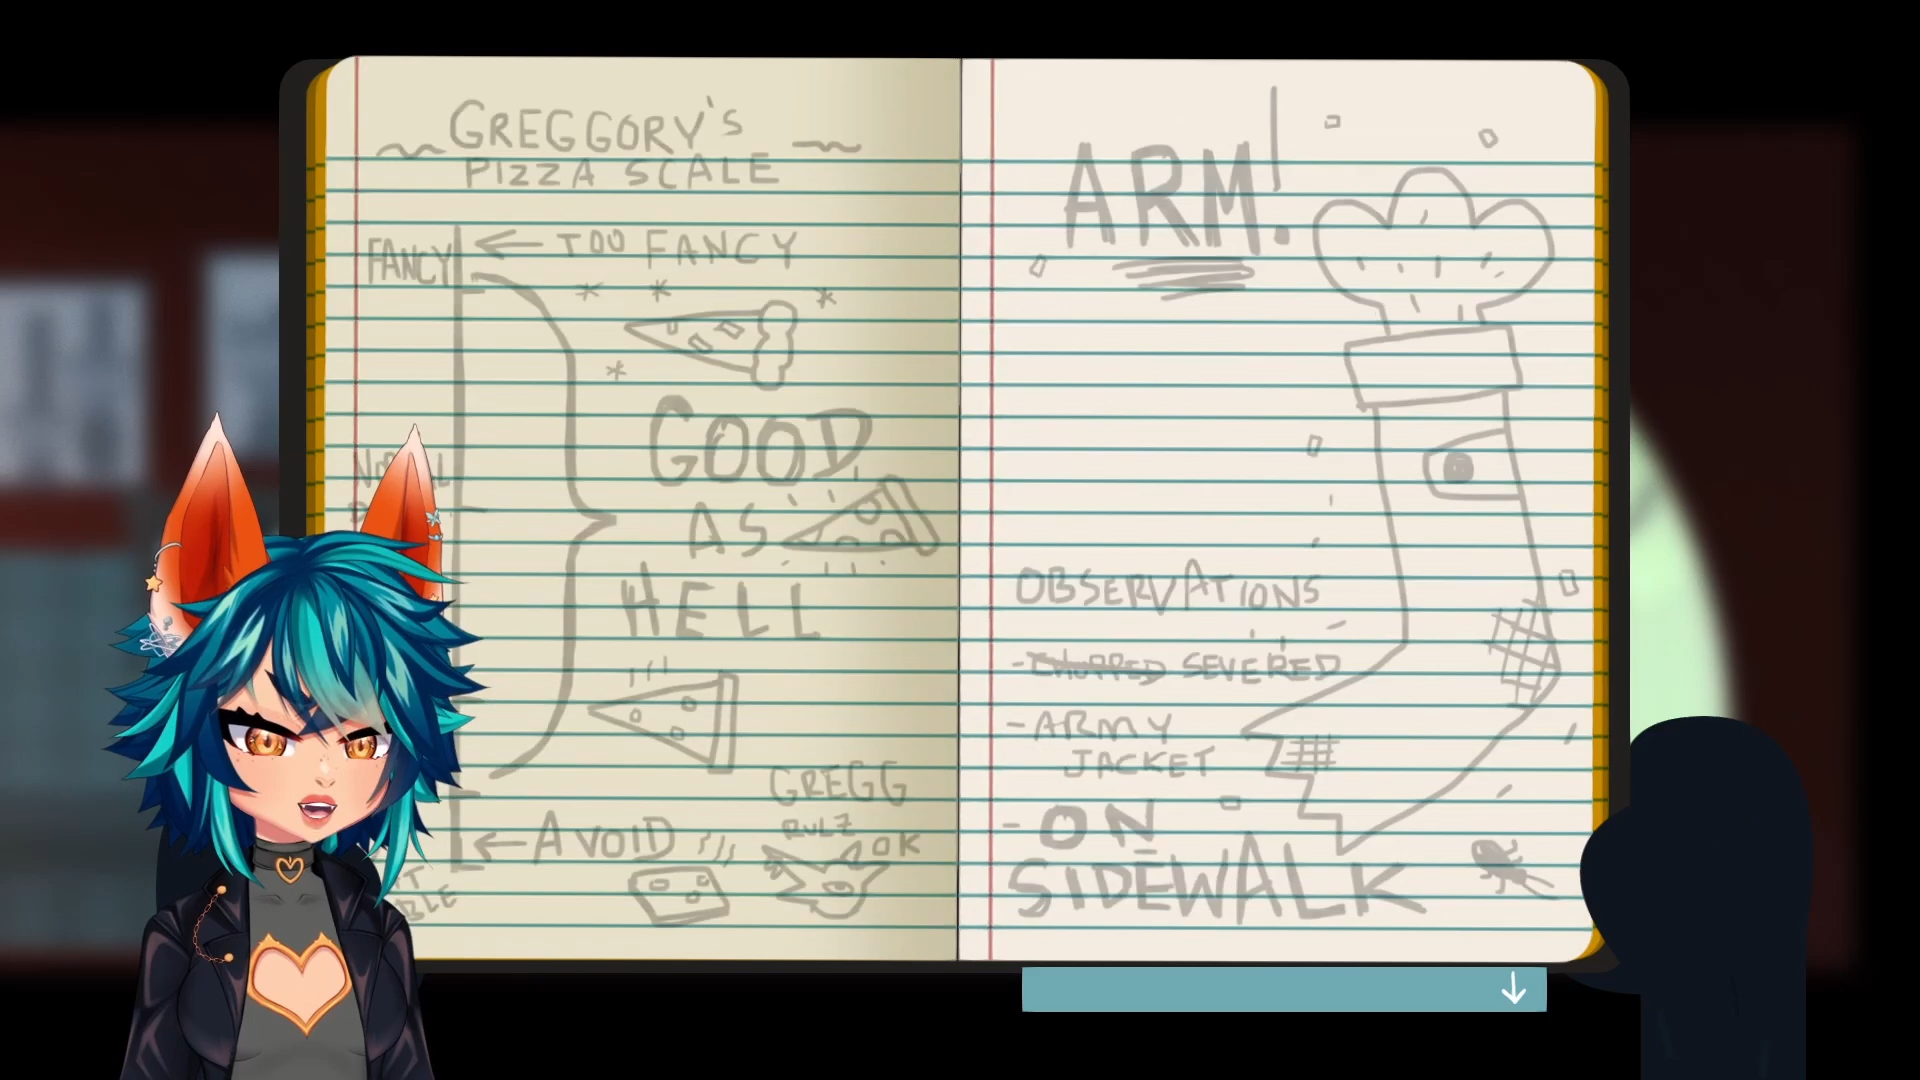 GREGGORY'S
PIZZA SCALE
FANCY ← TOO FANCY
GOOD
AS
HELL
← AVOID
GREGG
RULZ
OK
ARM!
OBSERVATIONS
- CHOPPED SEVERED
- ARMY
JACKET
- ON
SIDEWALK